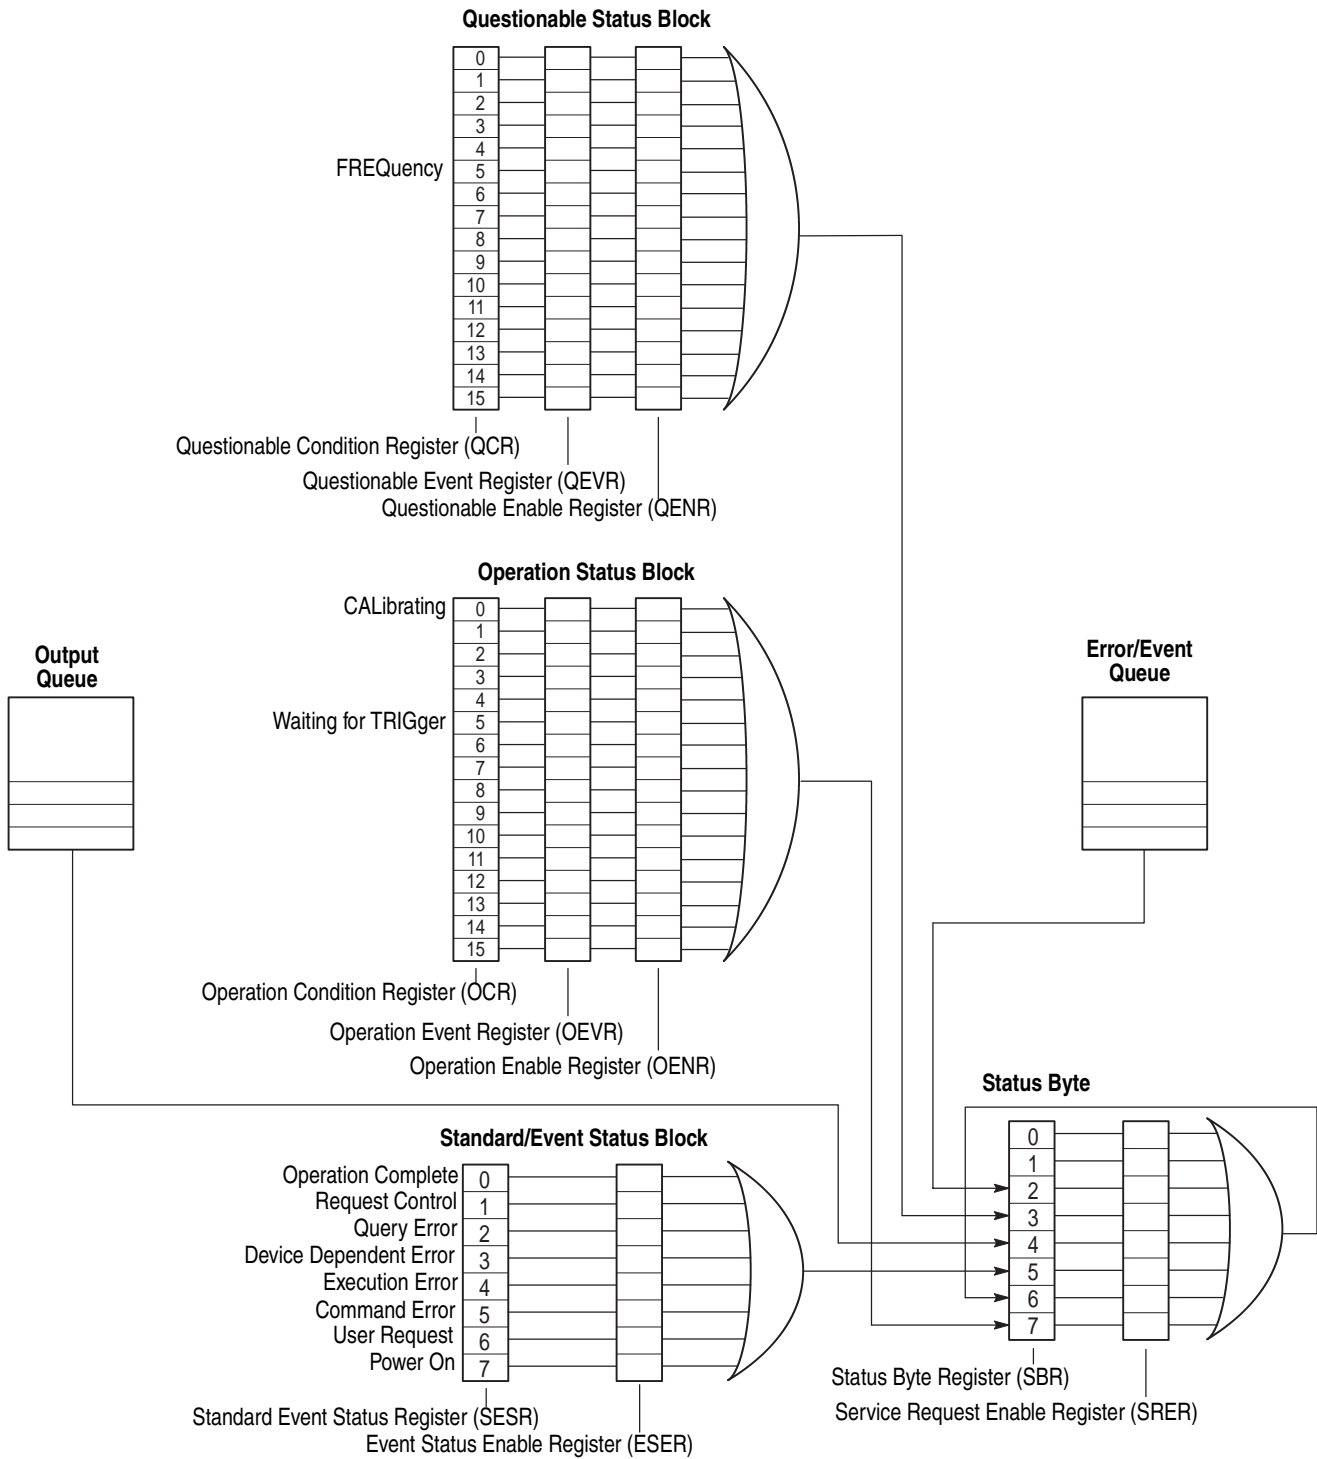 Questionable Status Block
0
1
2
3
4
FREQuency 5
6
7
8
9
10
11
12
13
14
15
Questionable Condition Register (QCR)
Questionable Event Register (QEVR)
Questionable Enable Register (QENR)
Operation Status Block
CALibrating 0
1
2
3
4
Waiting for TRIGger 5
6
7
8
9
10
11
12
13
14
15
Operation Condition Register (OCR)
Operation Event Register (OEVR)
Operation Enable Register (OENR)
Output
Queue
Error/Event
Queue
Standard/Event Status Block
Operation Complete 0
Request Control 1
Query Error 2
Device Dependent Error 3
Execution Error 4
Command Error 5
User Request 6
Power On 7
Standard Event Status Register (SESR)
Event Status Enable Register (ESER)
Status Byte
0
1
2
3
4
5
6
7
Status Byte Register (SBR)
Service Request Enable Register (SRER)